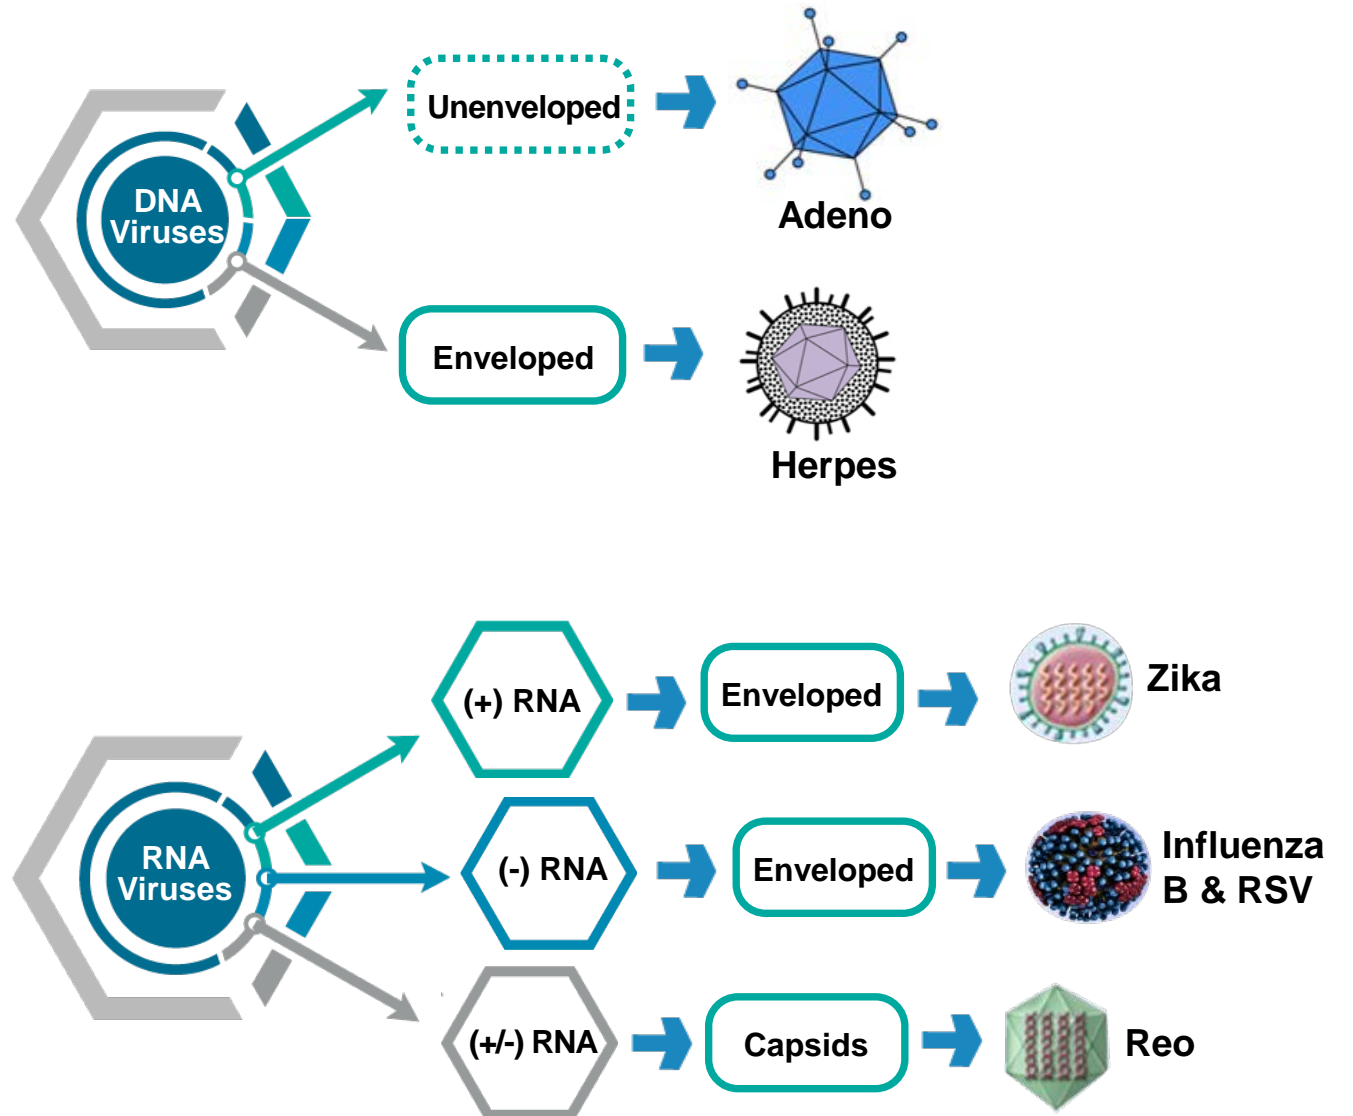 DNA
Viruses
Unenveloped
Adeno
Enveloped
Herpes
RNA
Viruses
(+) RNA
Enveloped
Zika
(-) RNA
Enveloped
Influenza
B & RSV
(+/-) RNA
Capsids
Reo